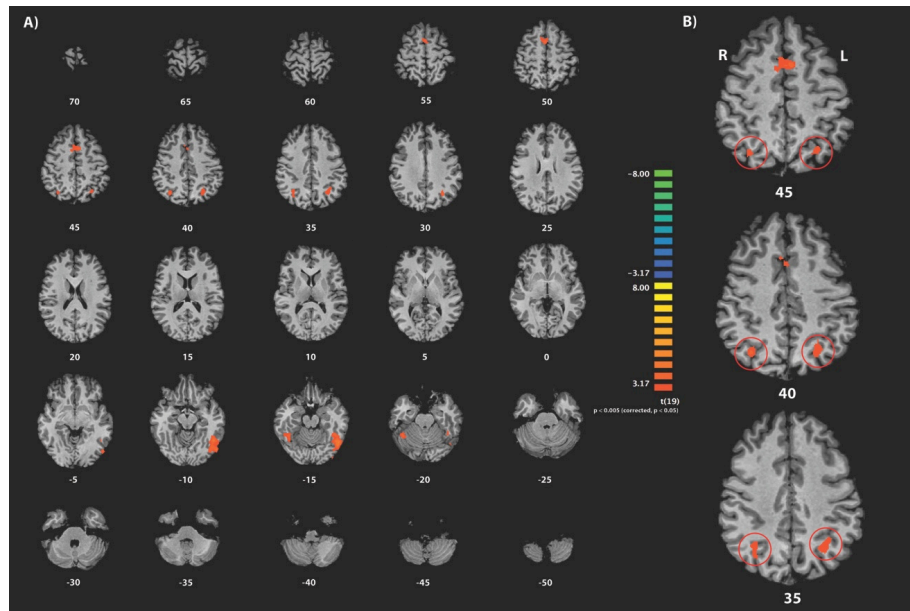 A)
70 65 60 55 50
45 40 35 30 25
20 15 10 5 0
-5 -10 -15 -20 -25
-30 -35 -40 -45 -50
−8.00
−3.17
8.00
3.17
t(19)
p < 0.005 (corrected, p < 0.05)
B)
R L
45
40
35